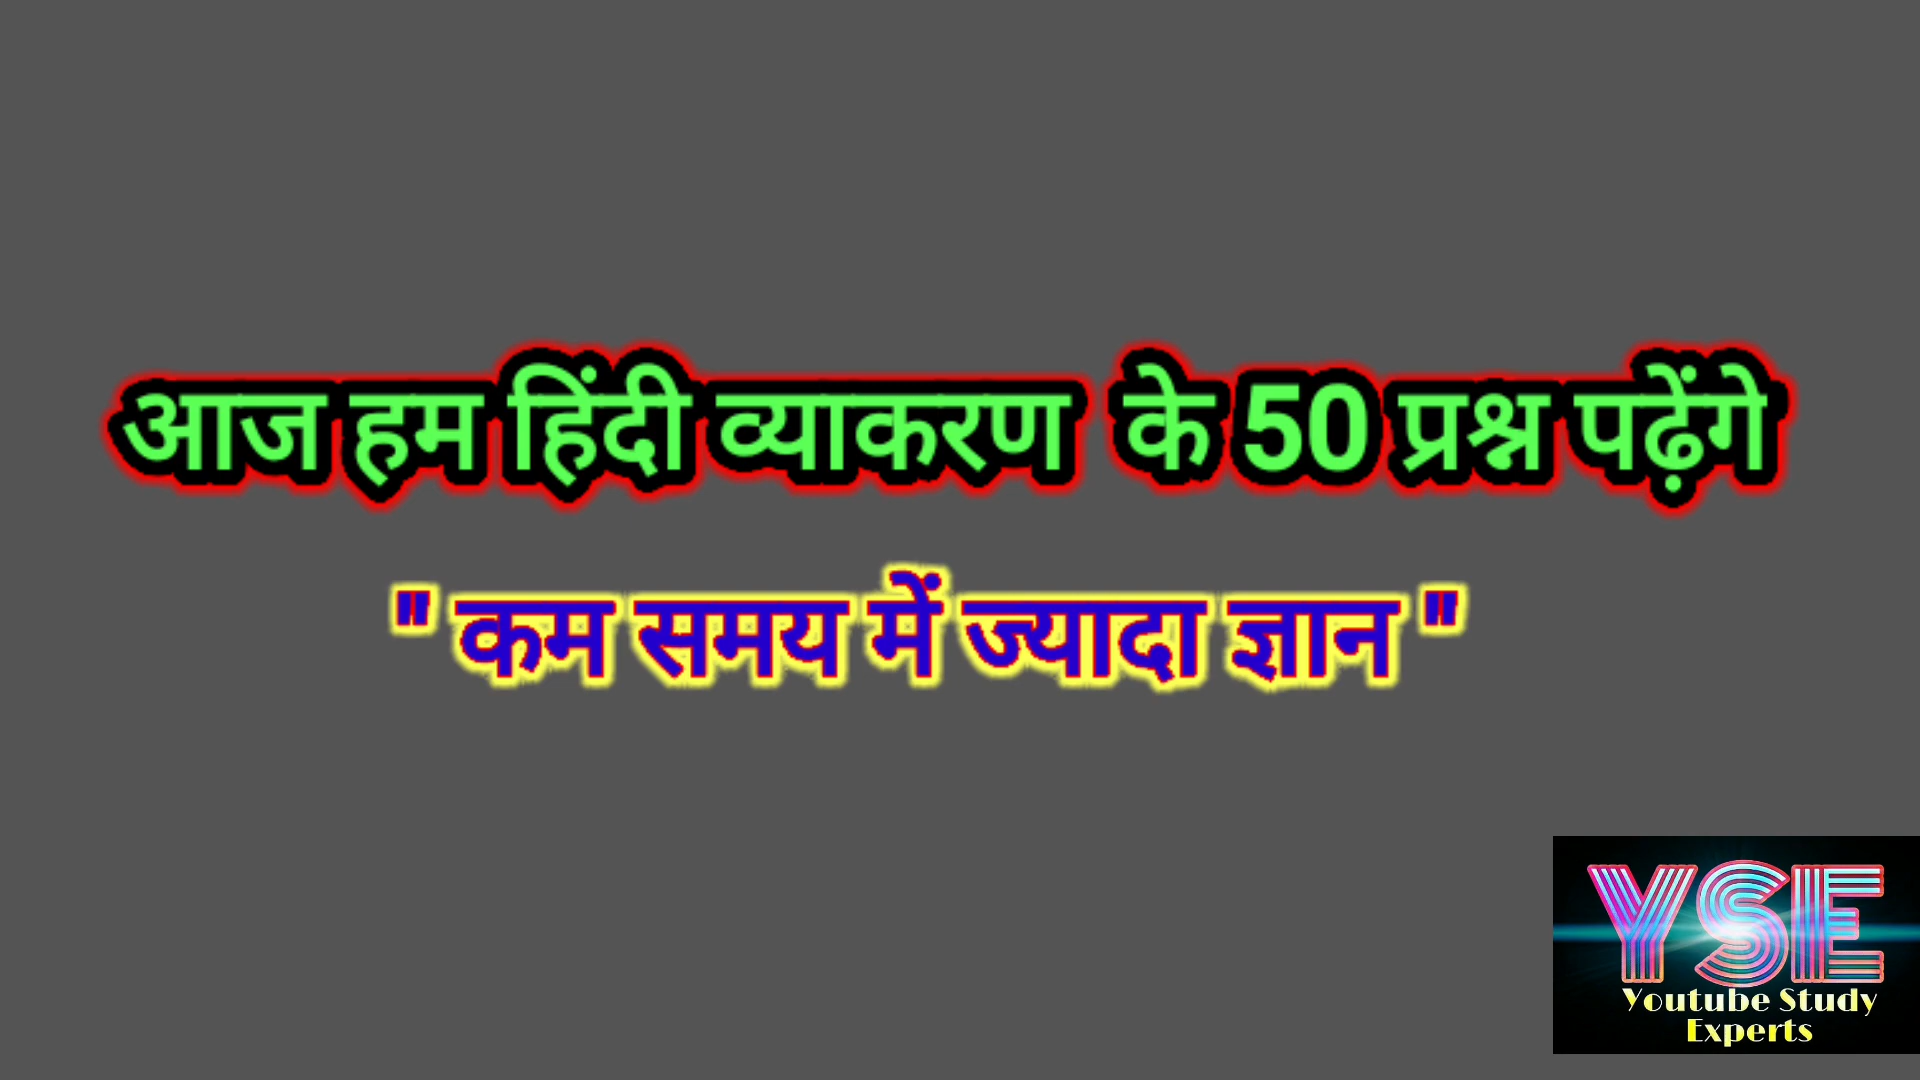 आज हम हिंदी व्याकरण के 50 प्रश्न पढ़ेंगे
" कम समय में ज्यादा ज्ञान "
YSE
Youtube Study
Experts